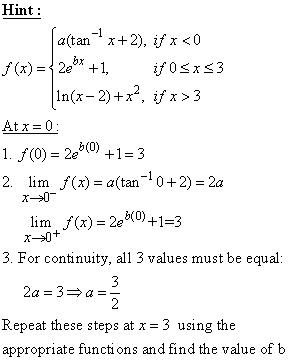 Hint :
f(x) = { a(tan⁻¹ x+2), if x < 0
2e^{bx} +1, if 0 ≤ x ≤ 3
ln(x−2)+x², if x > 3
At x = 0 :
1. f(0) = 2e^{b(0)} +1 = 3
2. lim_{x→0⁻} f(x) = a(tan⁻¹ 0+2) = 2a
lim_{x→0⁺} f(x) = 2e^{b(0)}+1=3
3. For continuity, all 3 values must be equal:
2a = 3 ⇒ a = 3/2
Repeat these steps at x = 3 using the
appropriate functions and find the value of b